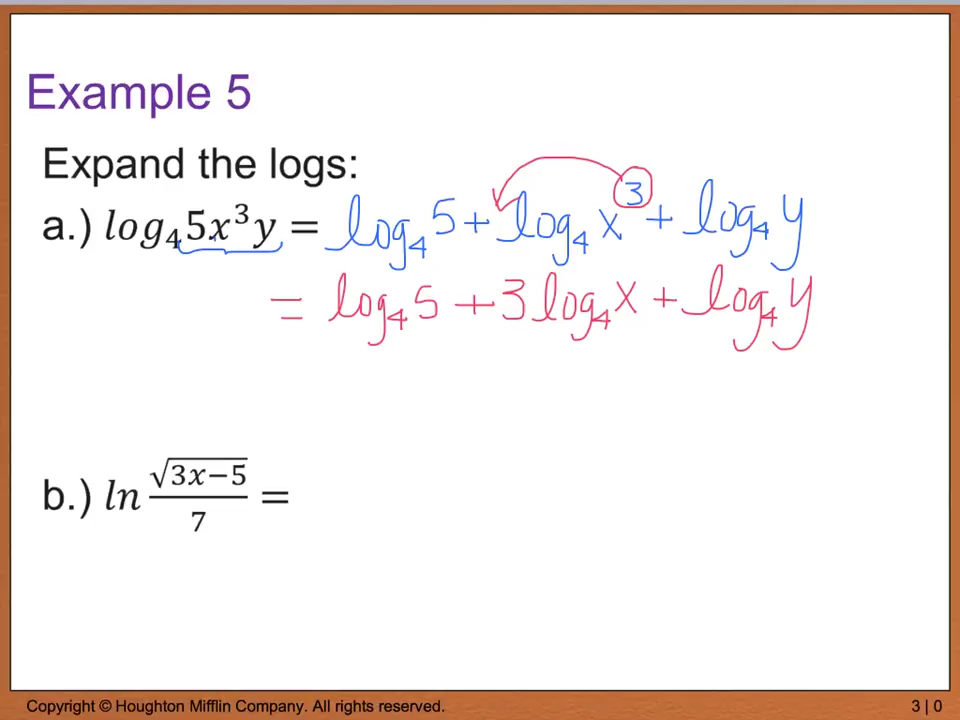 Example 5
Expand the logs:
a.) log₄5x³y = log₄5 + log₄x³ + log₄y
= log₄5 + 3log₄x + log₄y
b.) ln √(3x−5)/7 =
Copyright © Houghton Mifflin Company. All rights reserved. 3 | 0